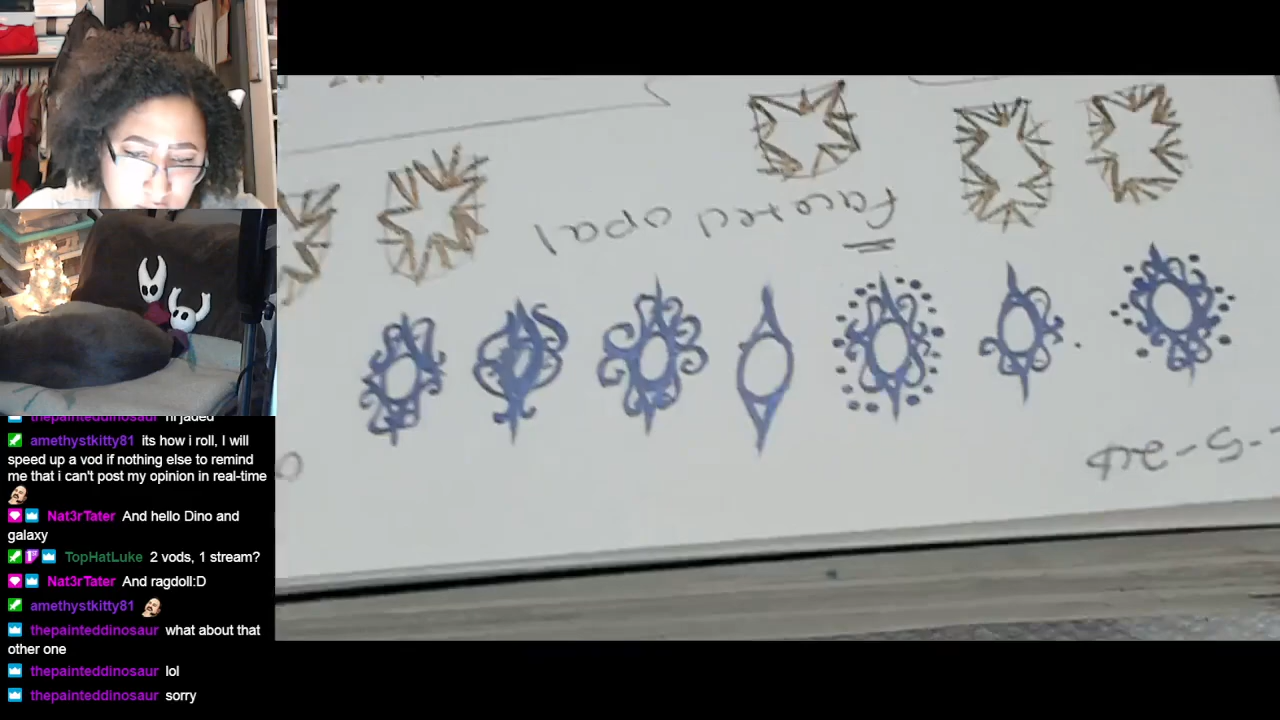 thepainteddinosaur hi jaded
amethystkitty81 its how i roll, I will
speed up a vod if nothing else to remind
me that i can't post my opinion in real-time
Nat3rTater And hello Dino and
galaxy
TopHatLuke 2 vods, 1 stream?
Nat3rTater And ragdoll:D
amethystkitty81
thepainteddinosaur what about that
other one
thepainteddinosaur lol
thepainteddinosaur sorry
faceted opal